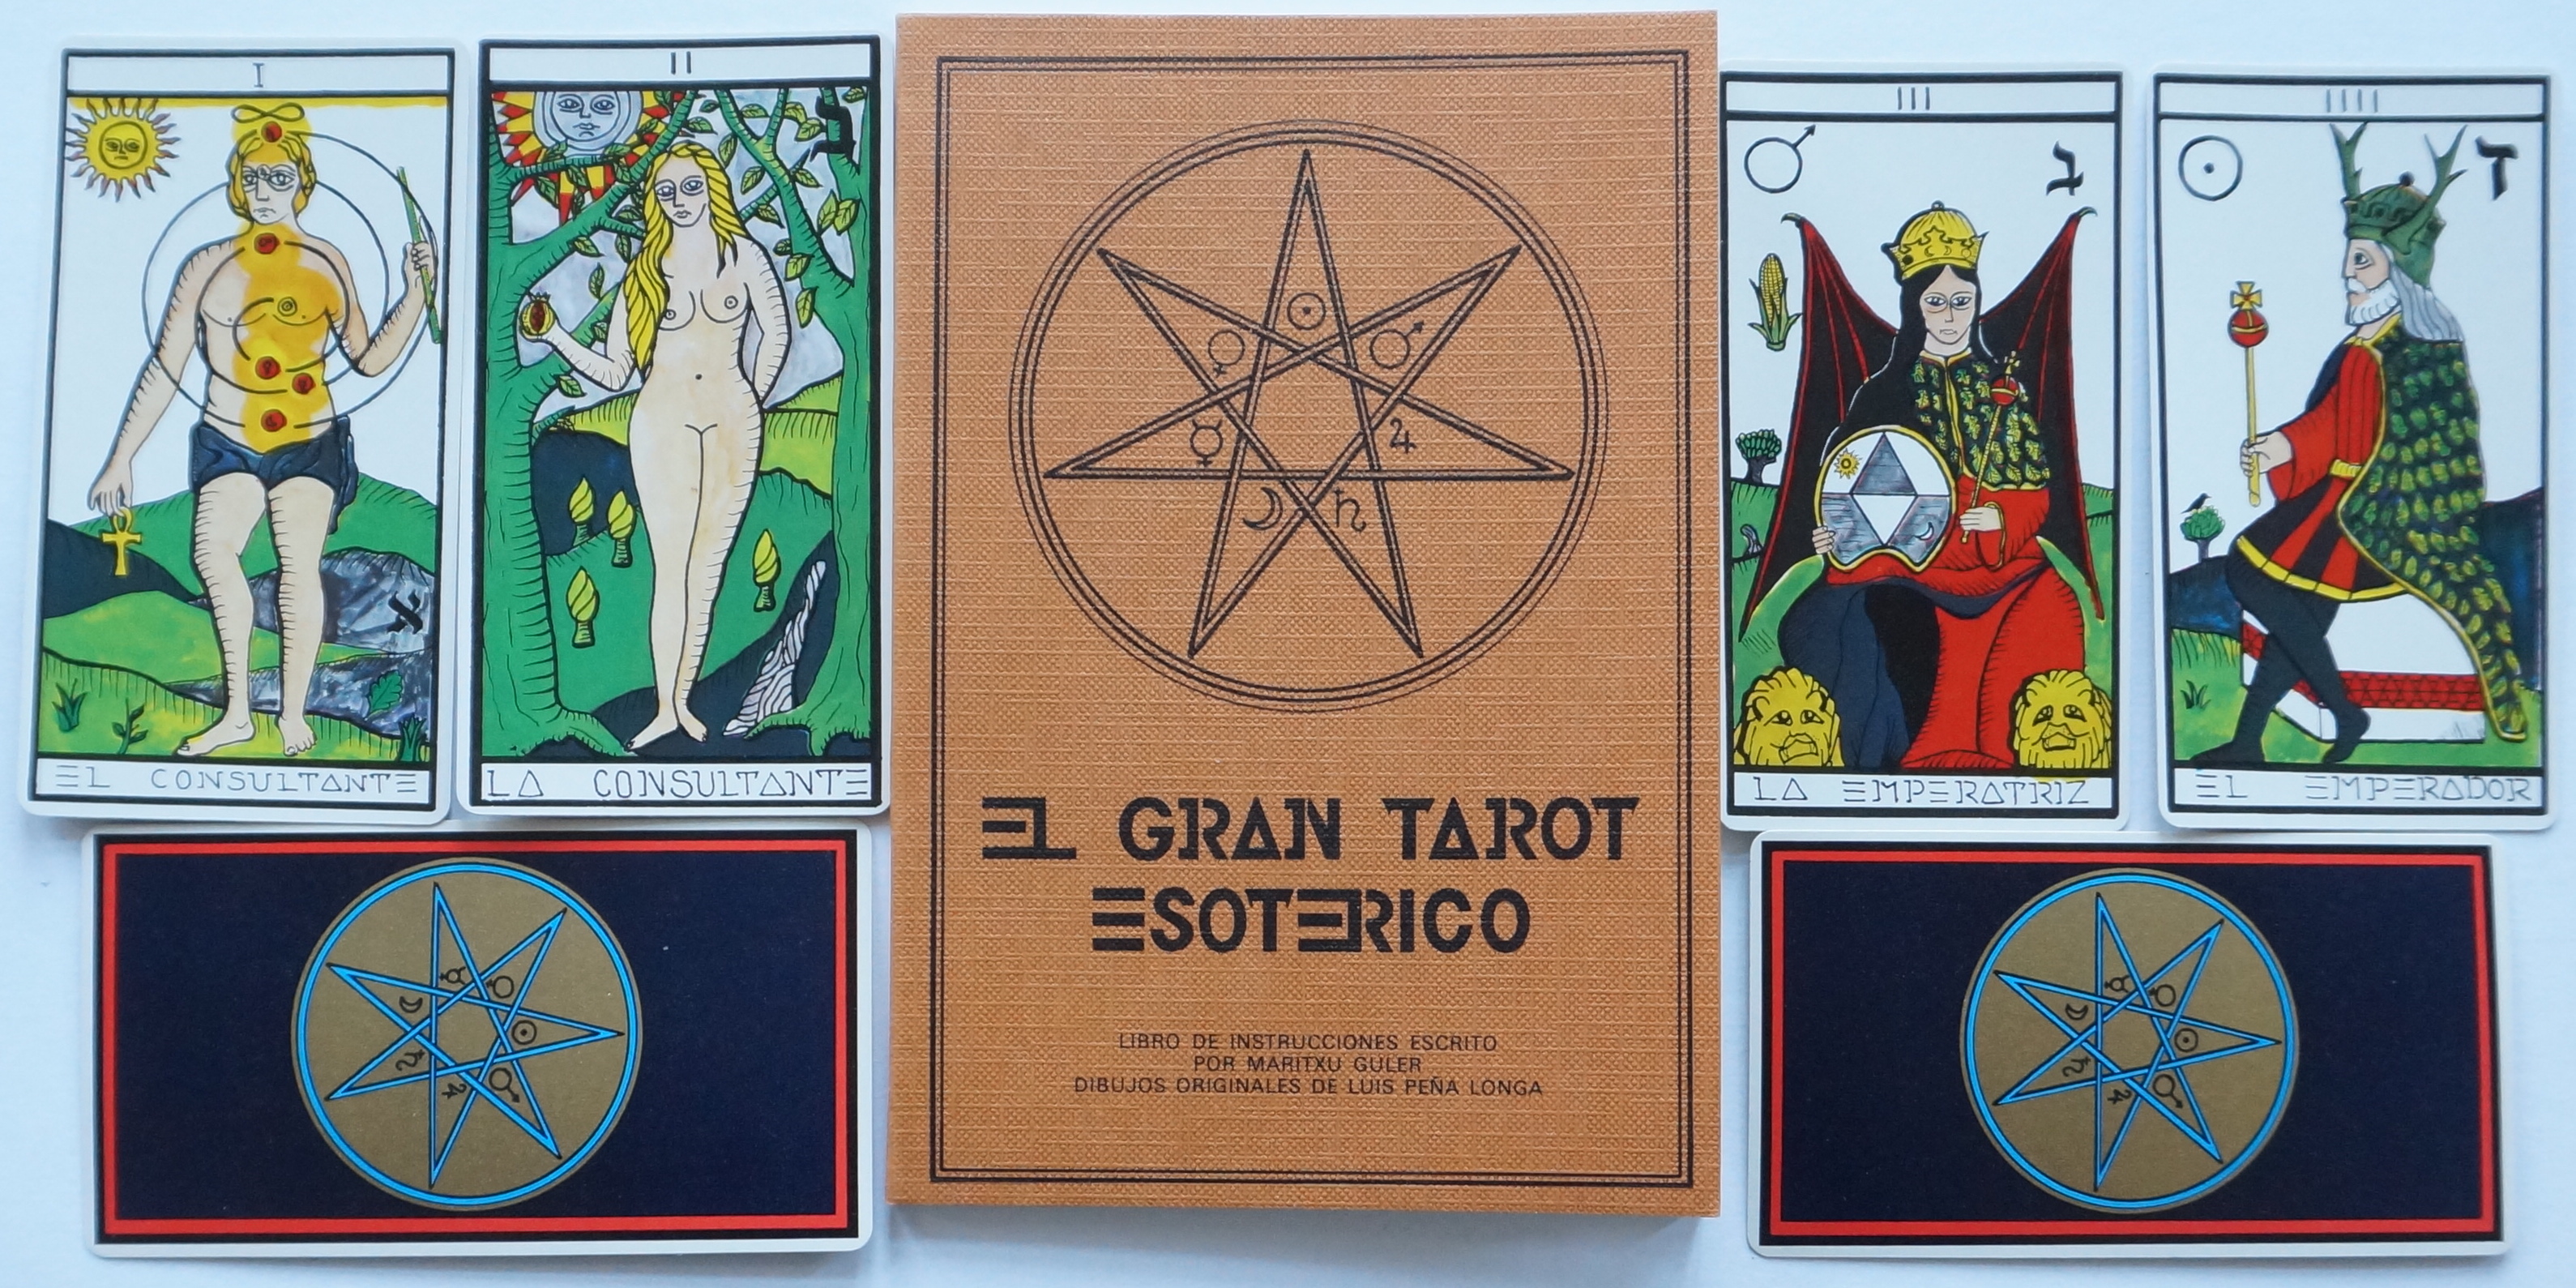 I
א
EL CONSULTANTE
II
ב
LA CONSULTANTE
EL GRAN TAROT
ESOTERICO
LIBRO DE INSTRUCCIONES ESCRITO
POR MARITXU GULER
DIBUJOS ORIGINALES DE LUIS PEÑA LONGA
III
ג
LA EMPERATRIZ
IIII
ד
EL EMPERADOR